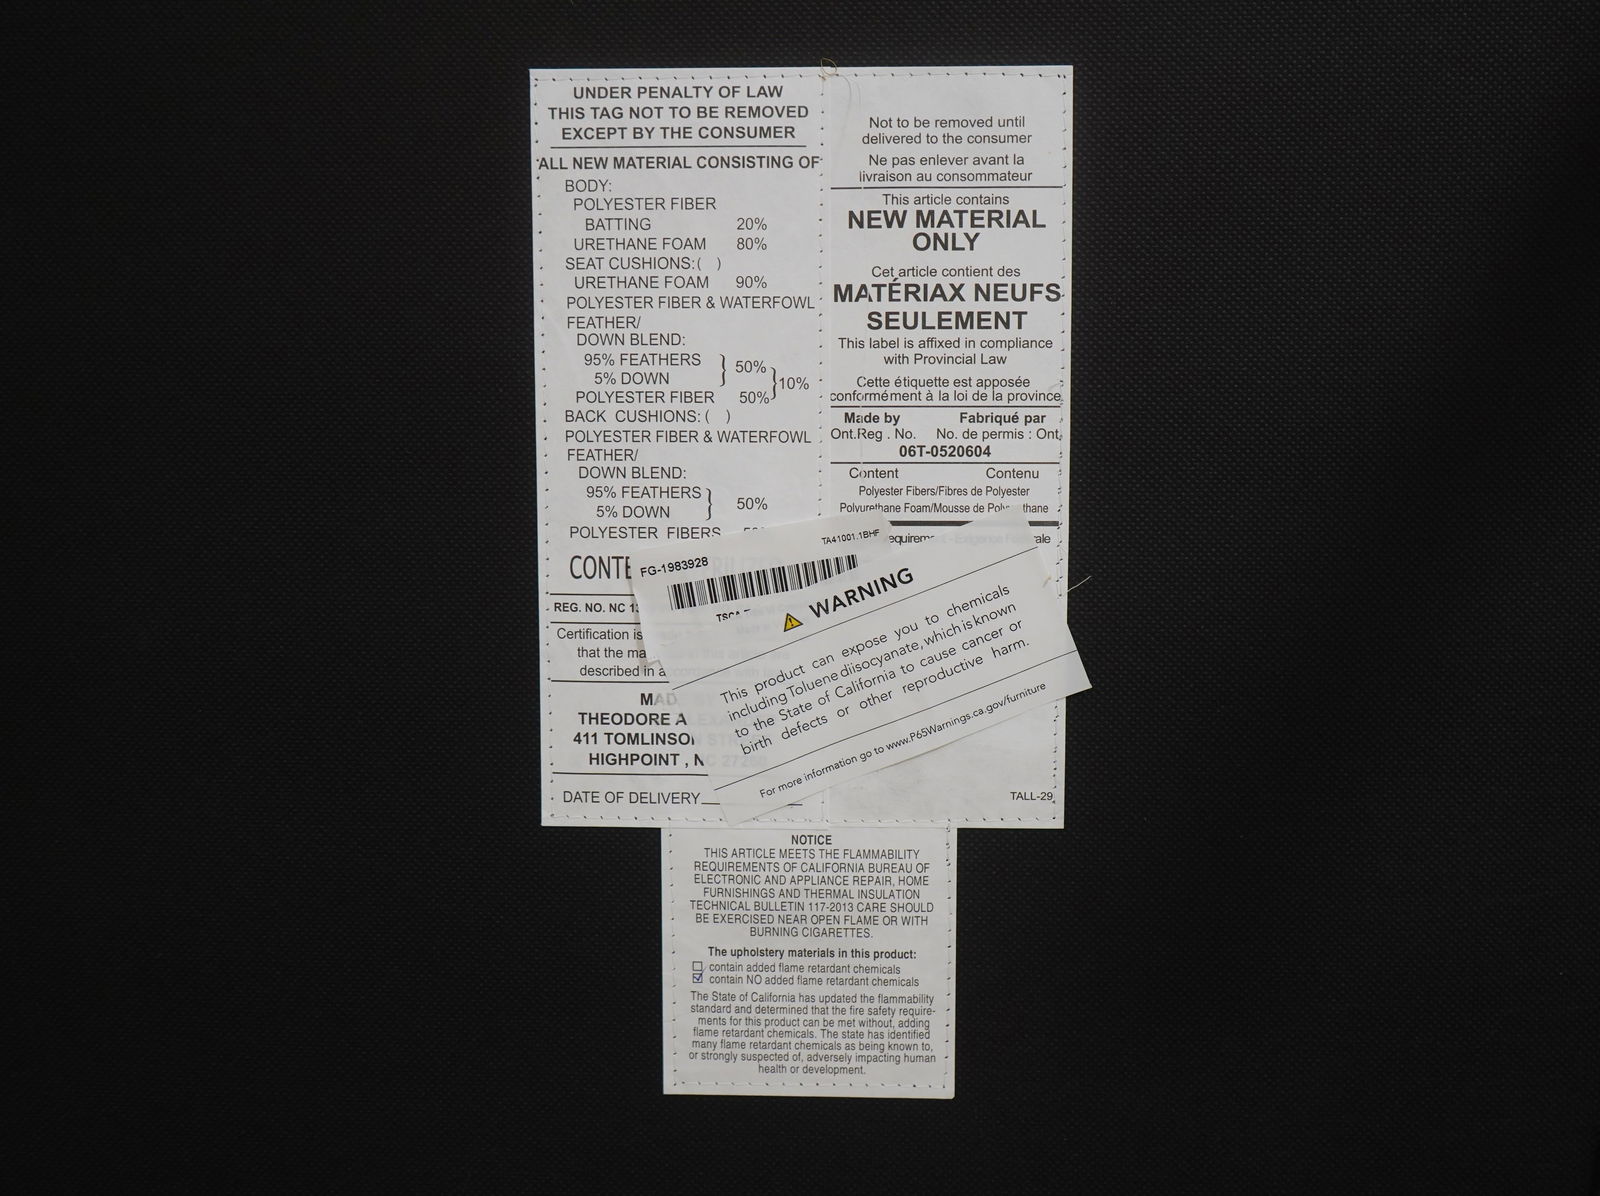 UNDER PENALTY OF LAW
THIS TAG NOT TO BE REMOVED
EXCEPT BY THE CONSUMER
ALL NEW MATERIAL CONSISTING OF
BODY:
POLYESTER FIBER
BATTING 20%
URETHANE FOAM 80%
SEAT CUSHIONS:( )
URETHANE FOAM 90%
POLYESTER FIBER & WATERFOWL
FEATHER/
DOWN BLEND:
95% FEATHERS
5% DOWN
50%
10%
POLYESTER FIBER 50%
BACK CUSHIONS:( )
POLYESTER FIBER & WATERFOWL
FEATHER/
DOWN BLEND:
95% FEATHERS
5% DOWN
50%
POLYESTER FIBERS
REG. NO. NC
Certification is
that the
described in
THEODORE
411
HIGHPOINT ,
DATE OF DELIVERY
Not to be removed until
delivered to the consumer
Ne pas enlever avant la
livraison au consommateur
This article contains
NEW MATERIAL
ONLY
Cet article contient des
MATÉRIAX NEUFS
SEULEMENT
This label is affixed in compliance
with Provincial Law
Cette étiquette est apposée
conformément à la loi de la province
Made by Fabriqué par
Ont.Reg . No. No. de permis : Ont.
06T-0520604
Content Contenu
Polyester Fibers/Fibres de Polyester
Polyurethane Foam/Mousse de Polyurethane
TALL-29
FG-1983928
TA41001.1BHF
TSCA
WARNING
This product can expose you to chemicals
including Toluene diisocyanate, which is known
to the State of California to cause cancer or
birth defects or other reproductive harm.
For more information go to www.P65Warnings.ca.gov/furniture
NOTICE
THIS ARTICLE MEETS THE FLAMMABILITY
REQUIREMENTS OF CALIFORNIA BUREAU OF
ELECTRONIC AND APPLIANCE REPAIR, HOME
FURNISHINGS AND THERMAL INSULATION
TECHNICAL BULLETIN 117-2013 CARE SHOULD
BE EXERCISED NEAR OPEN FLAME OR WITH
BURNING CIGARETTES.
The upholstery materials in this product:
contain added flame retardant chemicals
contain NO added flame retardant chemicals
The State of California has updated the flammability
standard and determined that the fire safety require-
ments for this product can be met without, adding
flame retardant chemicals. The state has identified
many flame retardant chemicals as being known to,
or strongly suspected of, adversely impacting human
health or development.